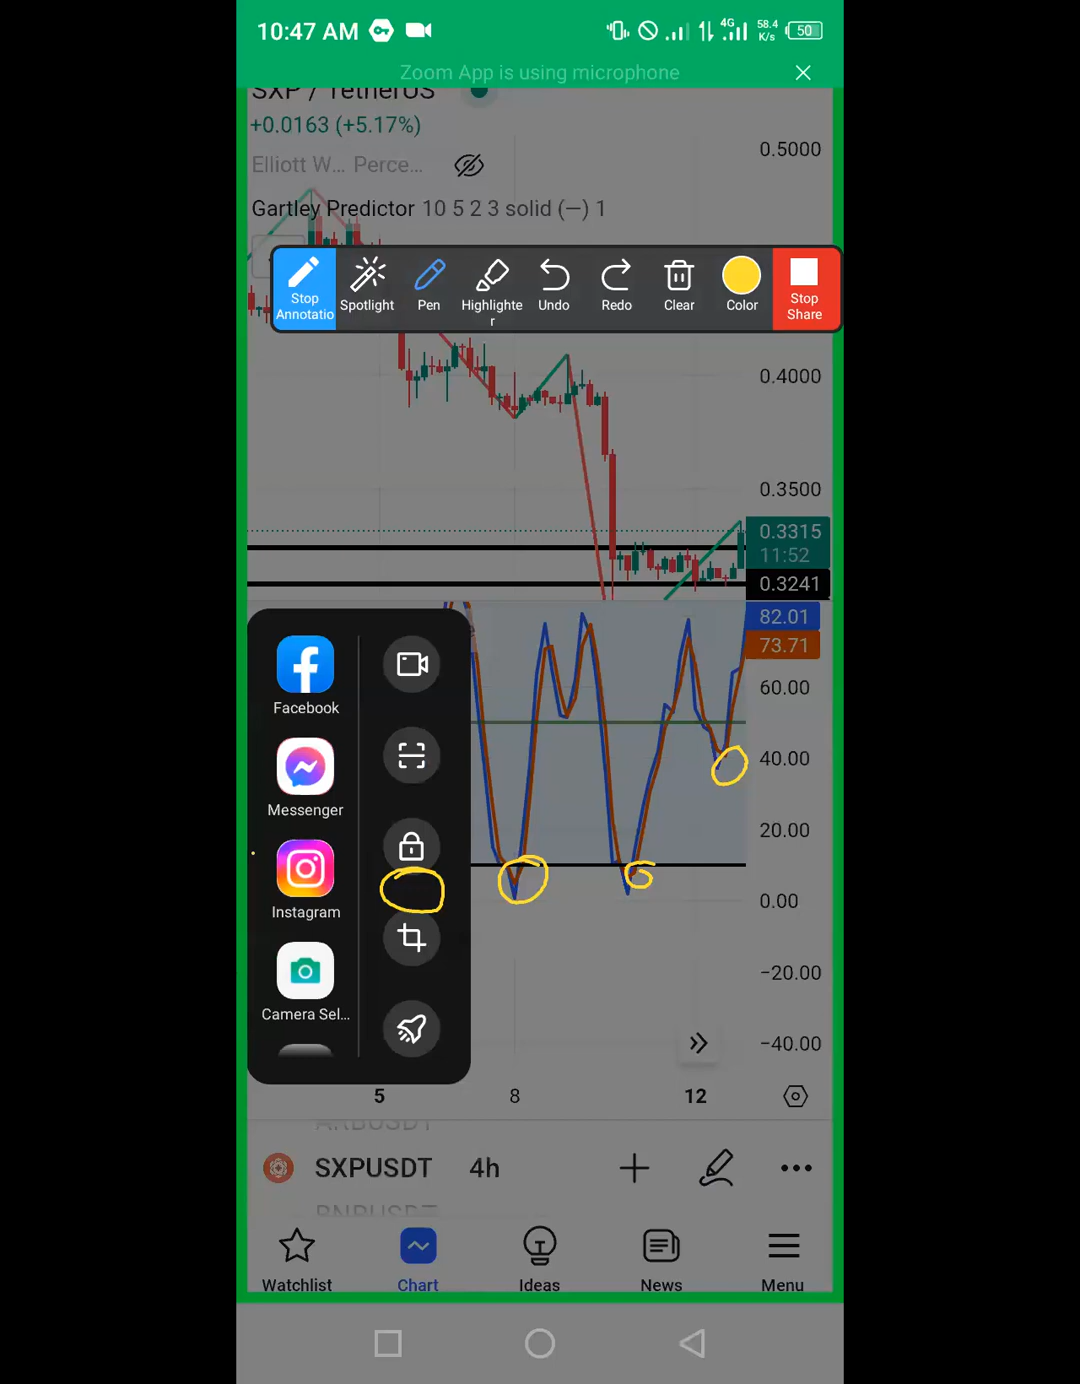 10:47 AM
4G 58.4 K/s 50
Zoom App is using microphone
SXP / TetherUS
+0.0163 (+5.17%)
0.5000
Elliott W... Perce...
Gartley Predictor 10 5 2 3 solid (—) 1
Stop Annotatio
Spotlight
Pen
Highlighte r
Undo
Redo
Clear
Color
Stop Share
0.4000
0.3500
0.3315
11:52
0.3241
82.01
73.71
60.00
40.00
20.00
0.00
−20.00
−40.00
Facebook
Messenger
Instagram
Camera Sel...
5 8 12
SXPUSDT 4h
Watchlist
Chart
Ideas
News
Menu